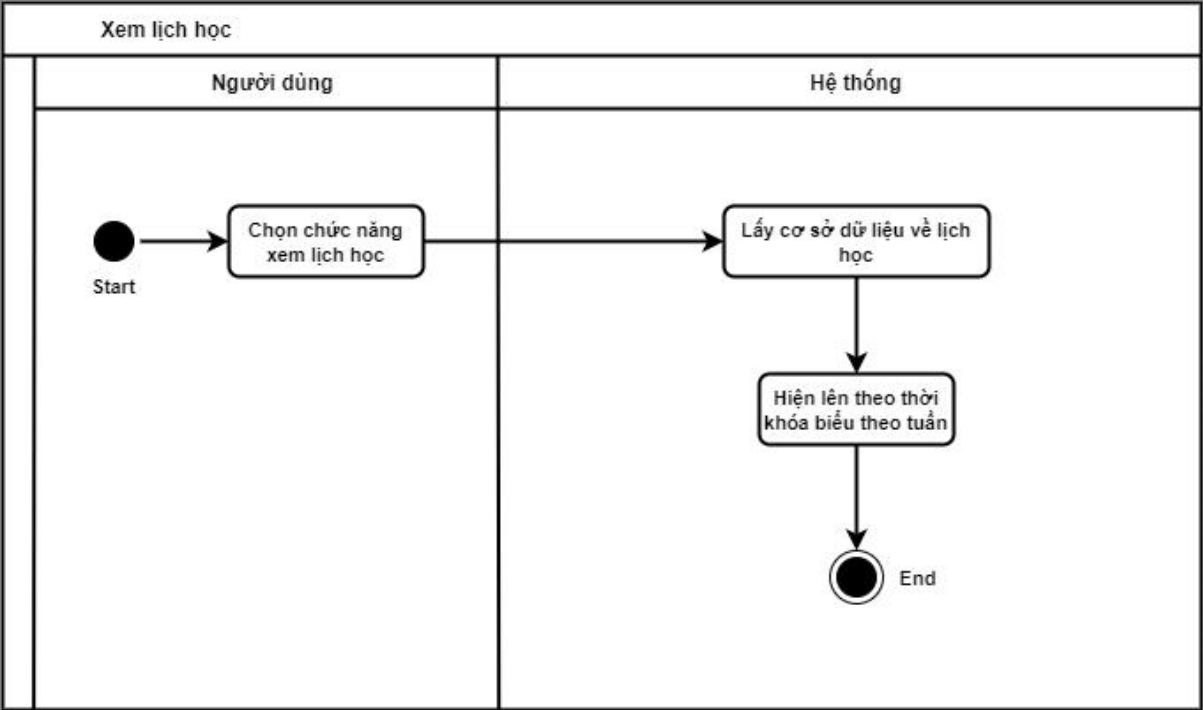 Xem lịch học
Người dùng
Hệ thống
Chọn chức năng
xem lịch học
Lấy cơ sở dữ liệu về lịch
học
Start
Hiện lên theo thời
khóa biểu theo tuần
End